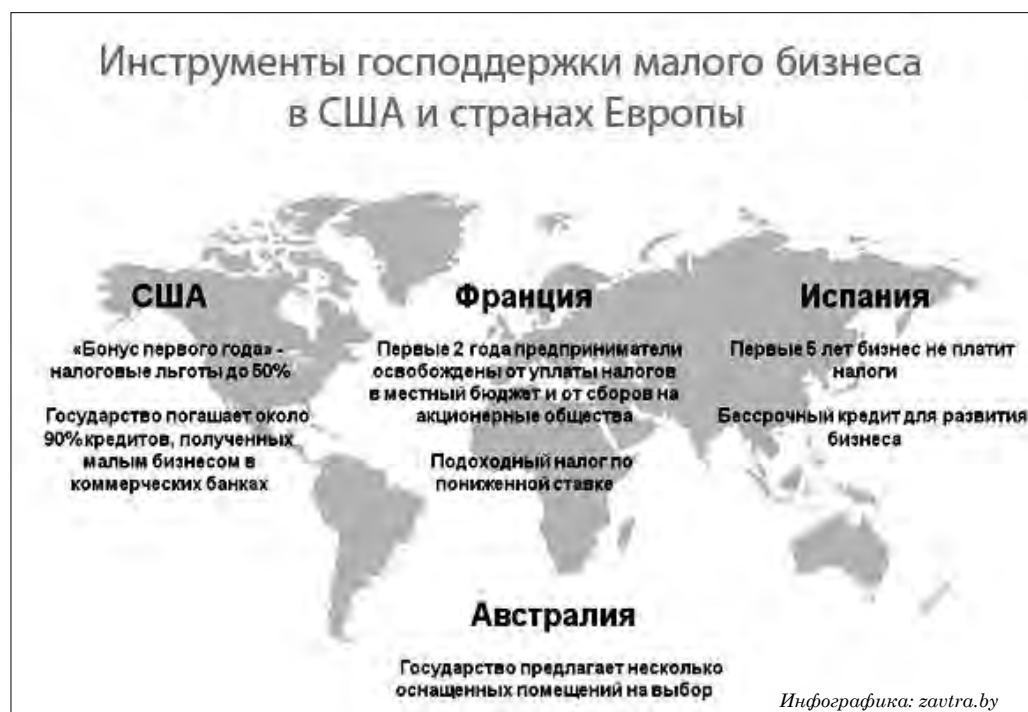 Инструменты господдержки малого бизнеса
в США и странах Европы
США
«Бонус первого года» -
налоговые льготы до 50%
Государство погашает около
90% кредитов, полученных
малым бизнесом в
коммерческих банках
Франция
Первые 2 года предприниматели
освобождены от уплаты налогов
в местный бюджет и от сборов на
акционерные общества
Подоходный налог по
пониженной ставке
Испания
Первые 5 лет бизнес не платит
налоги
Бессрочный кредит для развития
бизнеса
Австралия
Государство предлагает несколько
оснащенных помещений на выбор
Инфографика: zavtra.by